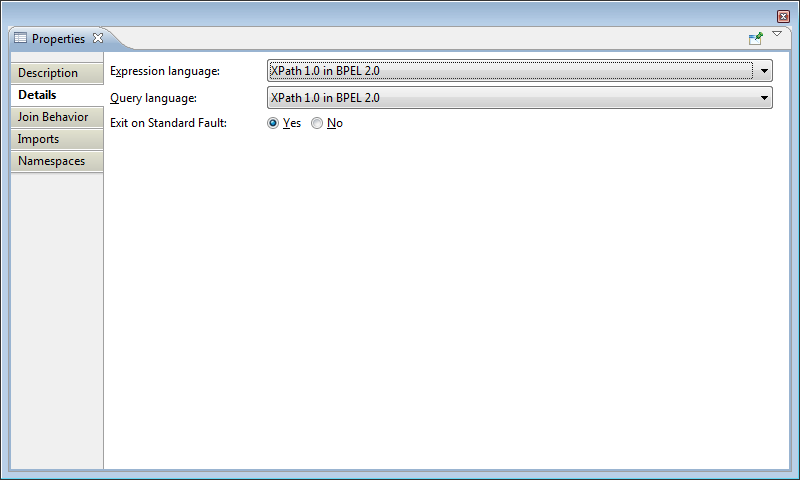 Properties
Description
Details
Join Behavior
Imports
Namespaces
Expression language: XPath 1.0 in BPEL 2.0
Query language: XPath 1.0 in BPEL 2.0
Exit on Standard Fault: Yes No